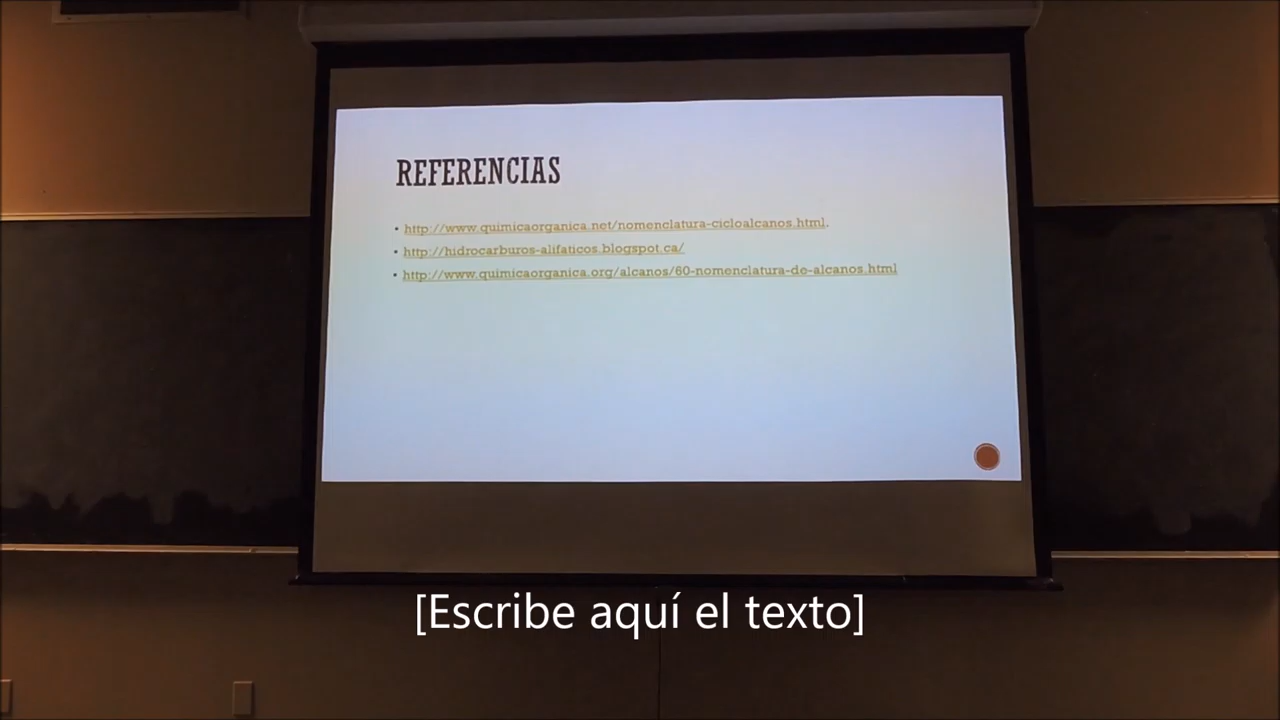 REFERENCIAS
• http://www.quimicaorganica.net/nomenclatura-cicloalcanos.html.
• http://hidrocarburos-alifaticos.blogspot.ca/
• http://www.quimicaorganica.org/alcanos/60-nomenclatura-de-alcanos.html
[Escribe aquí el texto]